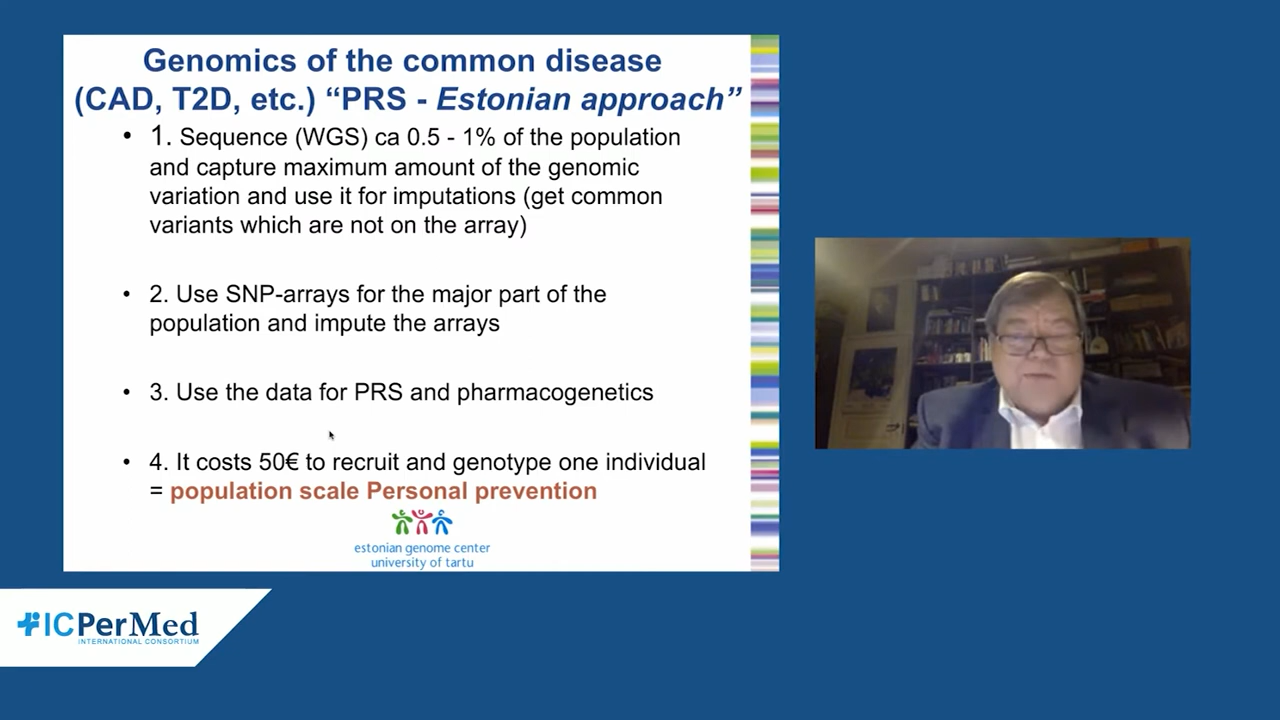 Genomics of the common disease
(CAD, T2D, etc.) “PRS - Estonian approach”
• 1. Sequence (WGS) ca 0.5 - 1% of the population
and capture maximum amount of the genomic
variation and use it for imputations (get common
variants which are not on the array)
• 2. Use SNP-arrays for the major part of the
population and impute the arrays
• 3. Use the data for PRS and pharmacogenetics
• 4. It costs 50€ to recruit and genotype one individual
= population scale Personal prevention
estonian genome center
university of tartu
ICPerMed
INTERNATIONAL CONSORTIUM